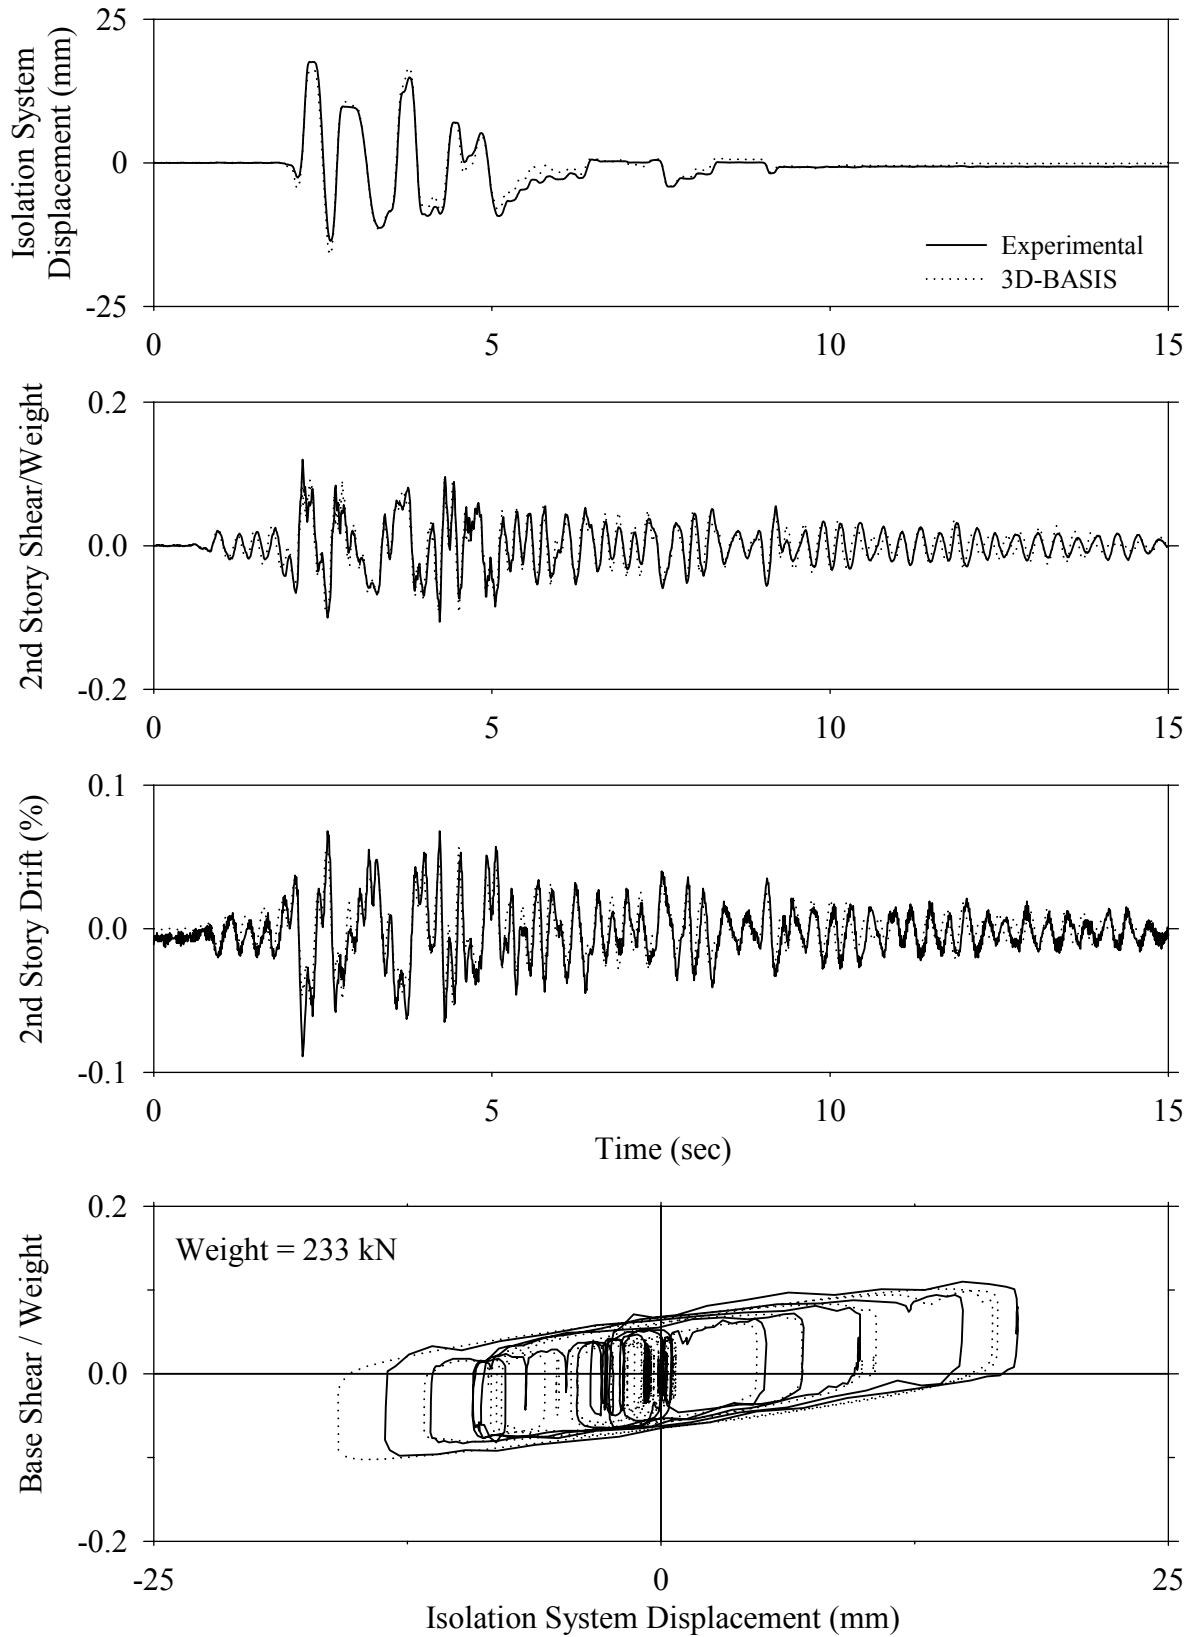 Isolation System
Displacement (mm)
25
0
-25
Experimental
3D-BASIS
0 5 10 15
2nd Story Shear/Weight
0.2
0.0
-0.2
0 5 10 15
2nd Story Drift (%)
0.1
0.0
-0.1
0 5 10 15
Time (sec)
Base Shear / Weight
0.2
0.0
-0.2
Weight = 233 kN
-25 0 25
Isolation System Displacement (mm)